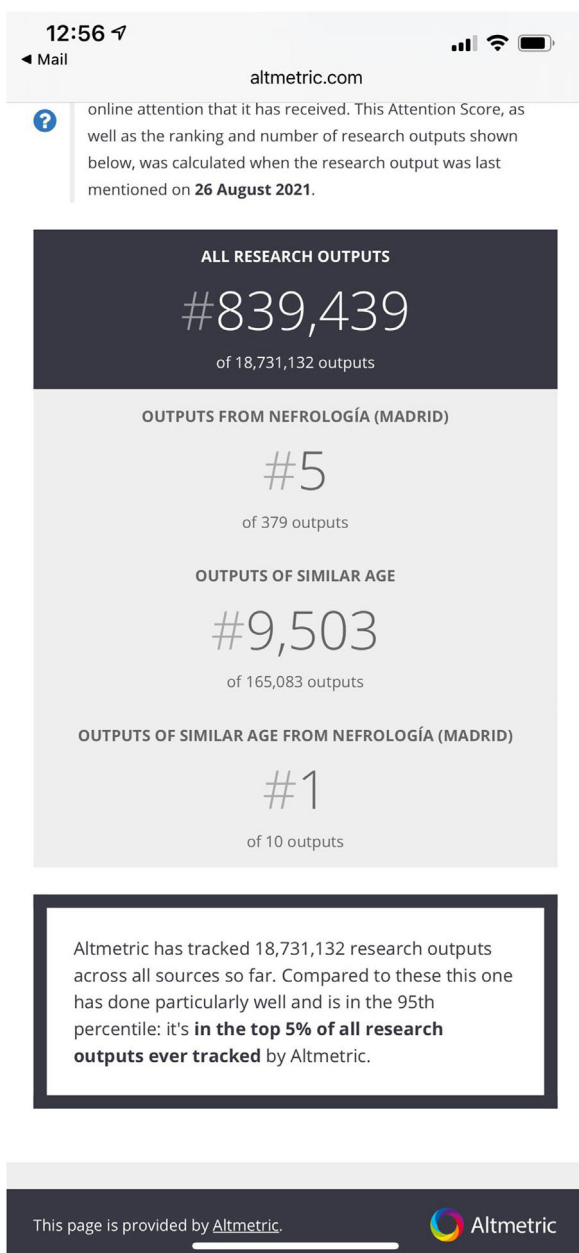 12:56
◀ Mail
altmetric.com
?
online attention that it has received. This Attention Score, as
well as the ranking and number of research outputs shown
below, was calculated when the research output was last
mentioned on 26 August 2021.
ALL RESEARCH OUTPUTS
#839,439
of 18,731,132 outputs
OUTPUTS FROM NEFROLOGÍA (MADRID)
#5
of 379 outputs
OUTPUTS OF SIMILAR AGE
#9,503
of 165,083 outputs
OUTPUTS OF SIMILAR AGE FROM NEFROLOGÍA (MADRID)
#1
of 10 outputs
Altmetric has tracked 18,731,132 research outputs
across all sources so far. Compared to these this one
has done particularly well and is in the 95th
percentile: it's in the top 5% of all research
outputs ever tracked by Altmetric.
This page is provided by Altmetric.
Altmetric